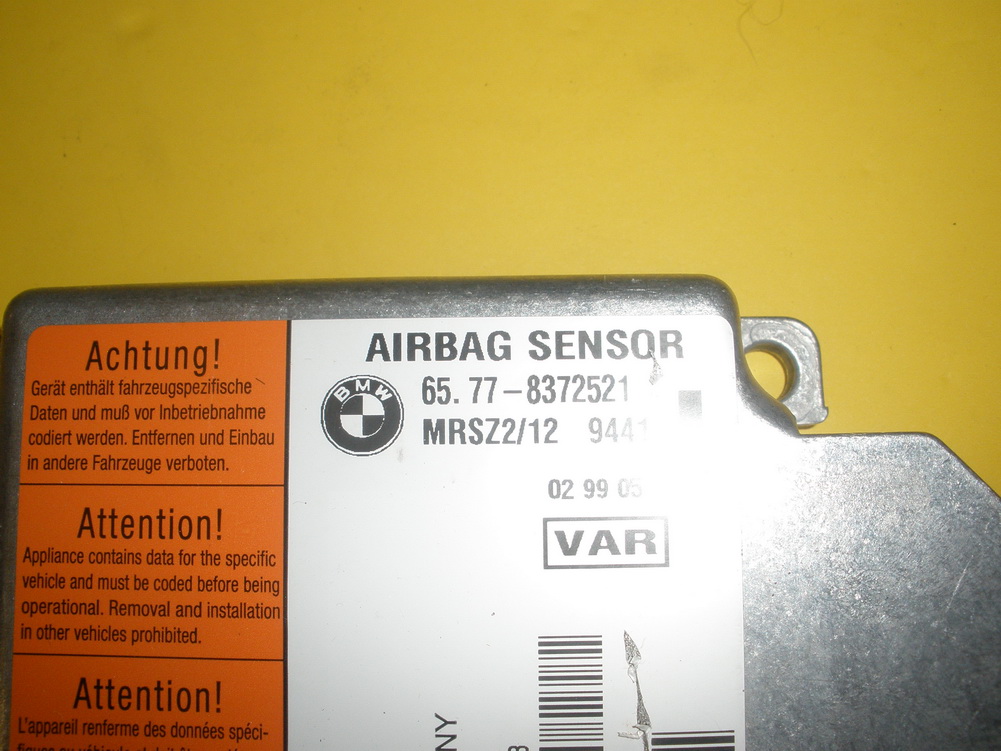 Achtung!
Gerät enthält fahrzeugspezifische
Daten und muß vor Inbetriebnahme
codiert werden. Entfernen und Einbau
in andere Fahrzeuge verboten.
Attention!
Appliance contains data for the specific
vehicle and must be coded before being
operational. Removal and installation
in other vehicles prohibited.
Attention!
L'appareil renferme des données spéci-
AIRBAG SENSOR
BMW
65. 77-8372521
MRSZ2/12 9441
02 99 05
VAR
NY